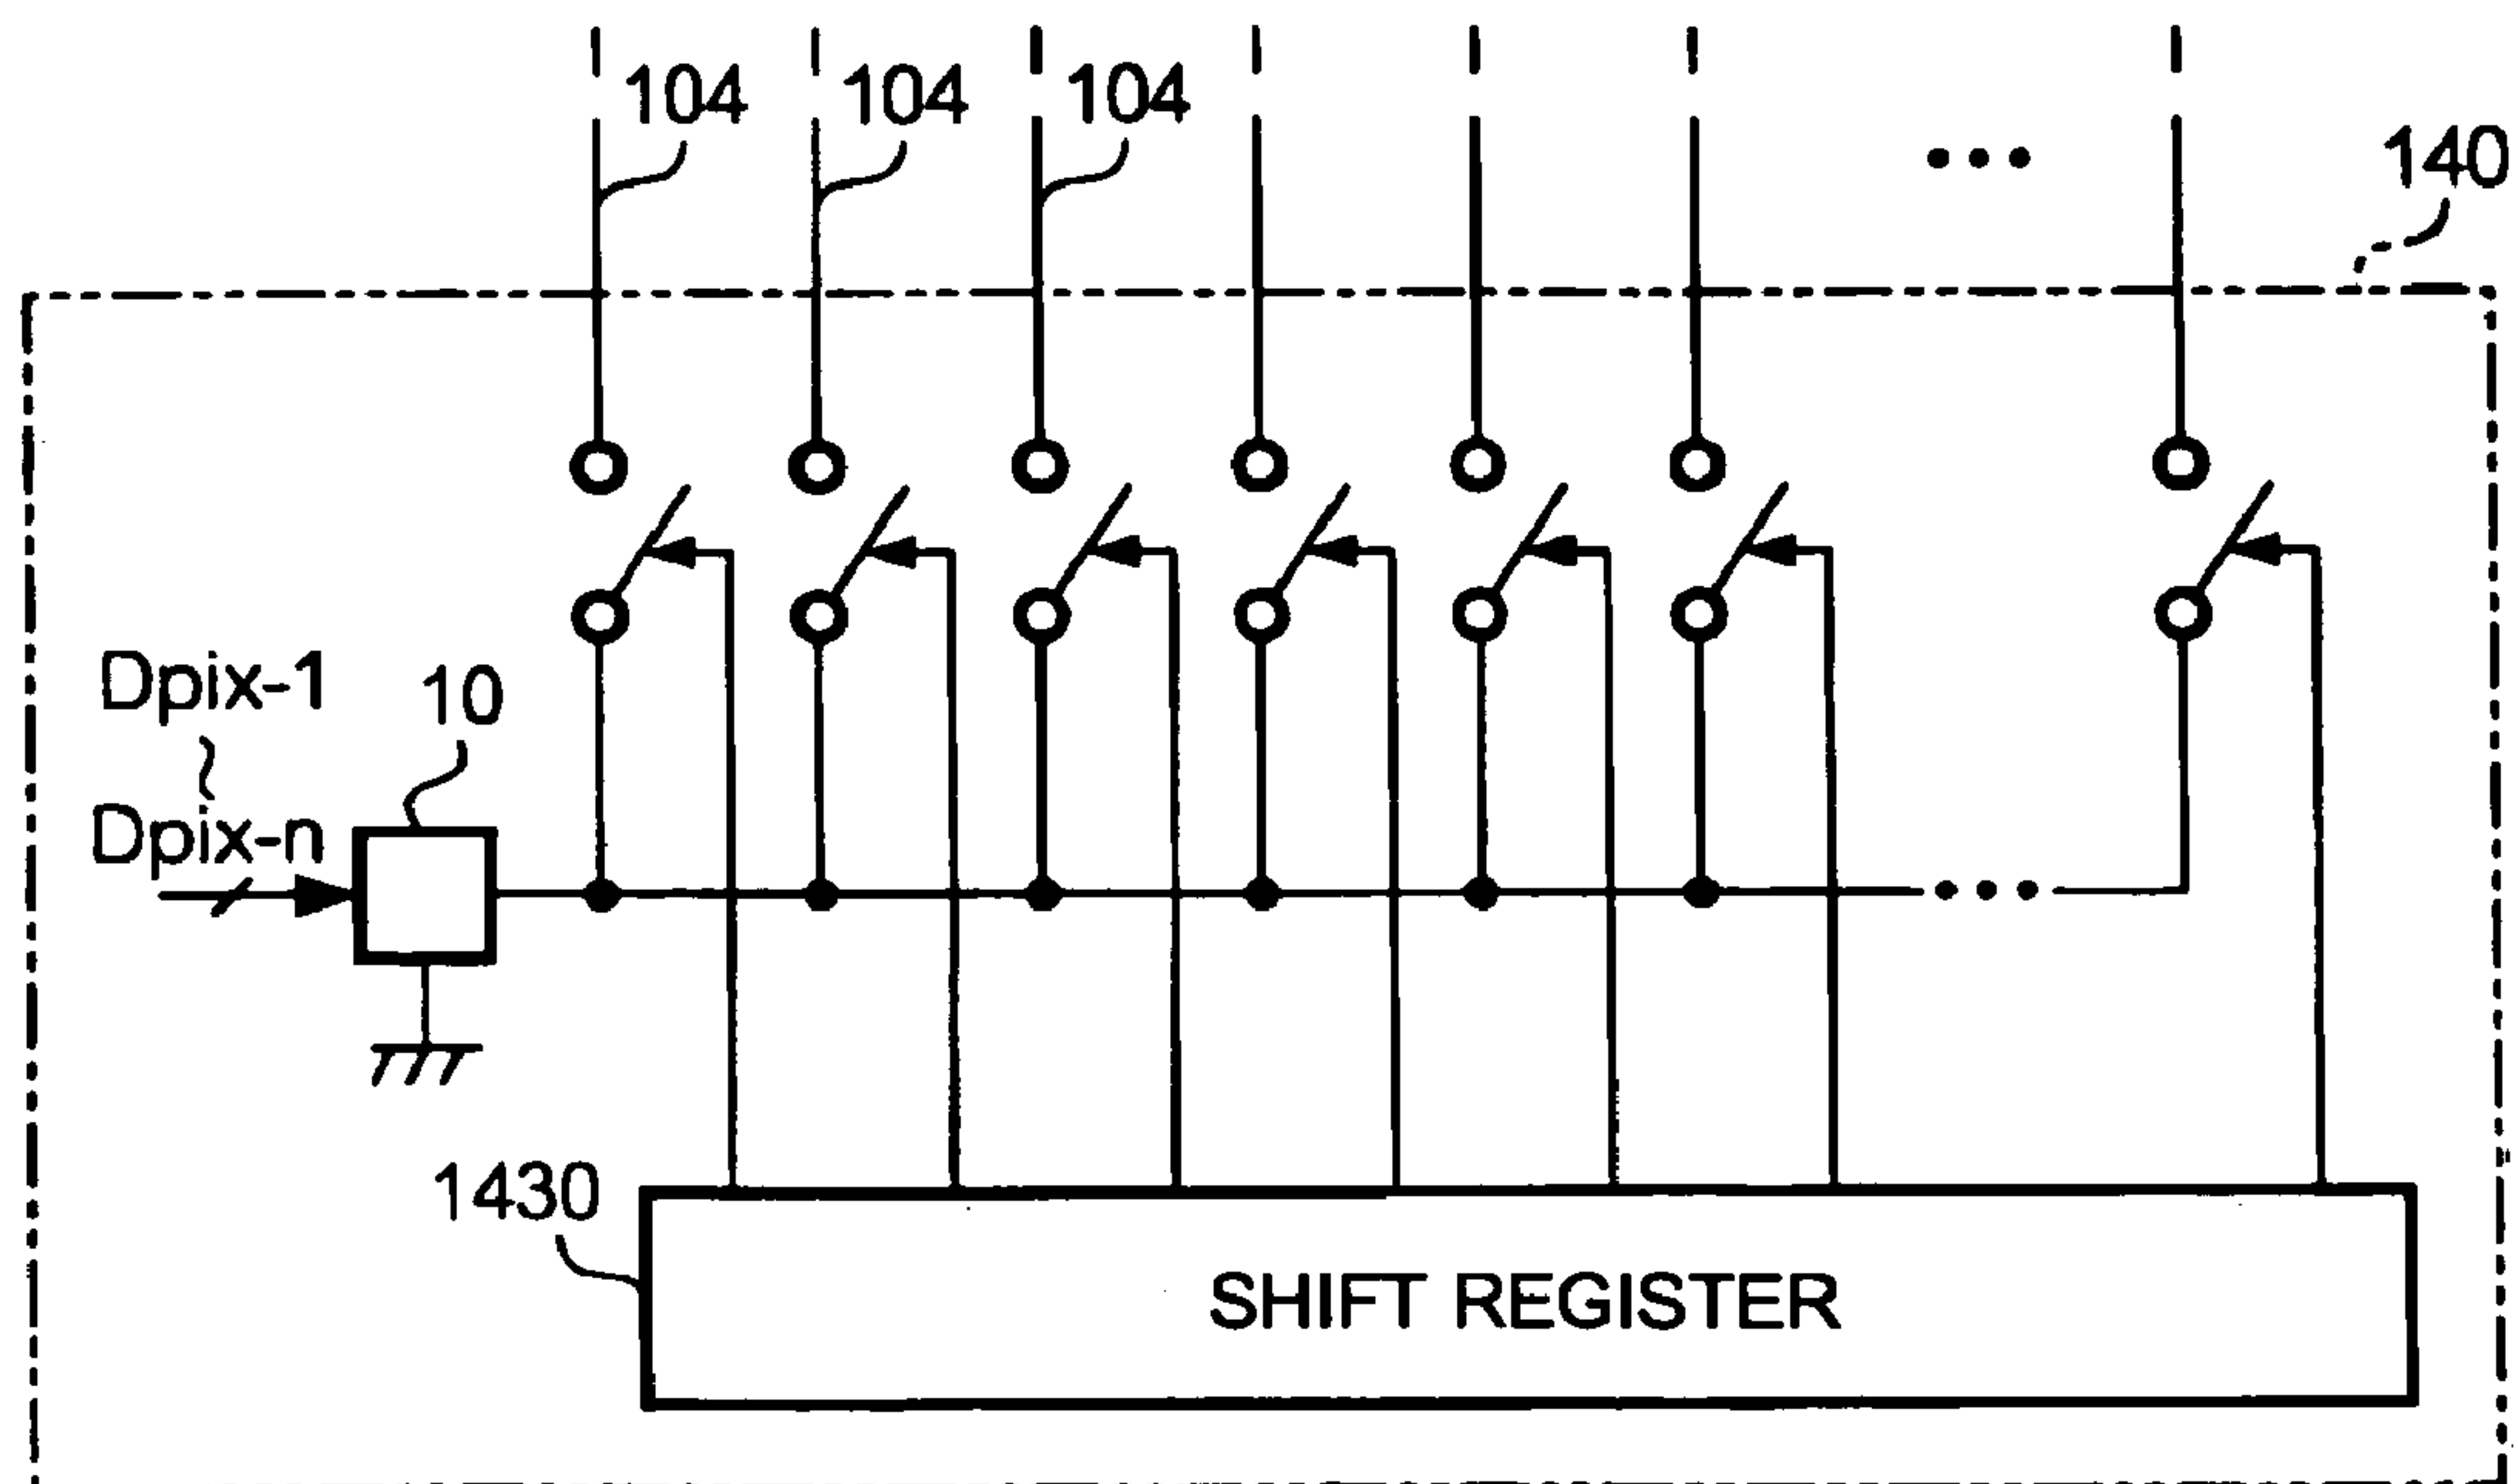 104 104 104
140
Dpix-1
10
Dpix-n
1430
SHIFT REGISTER